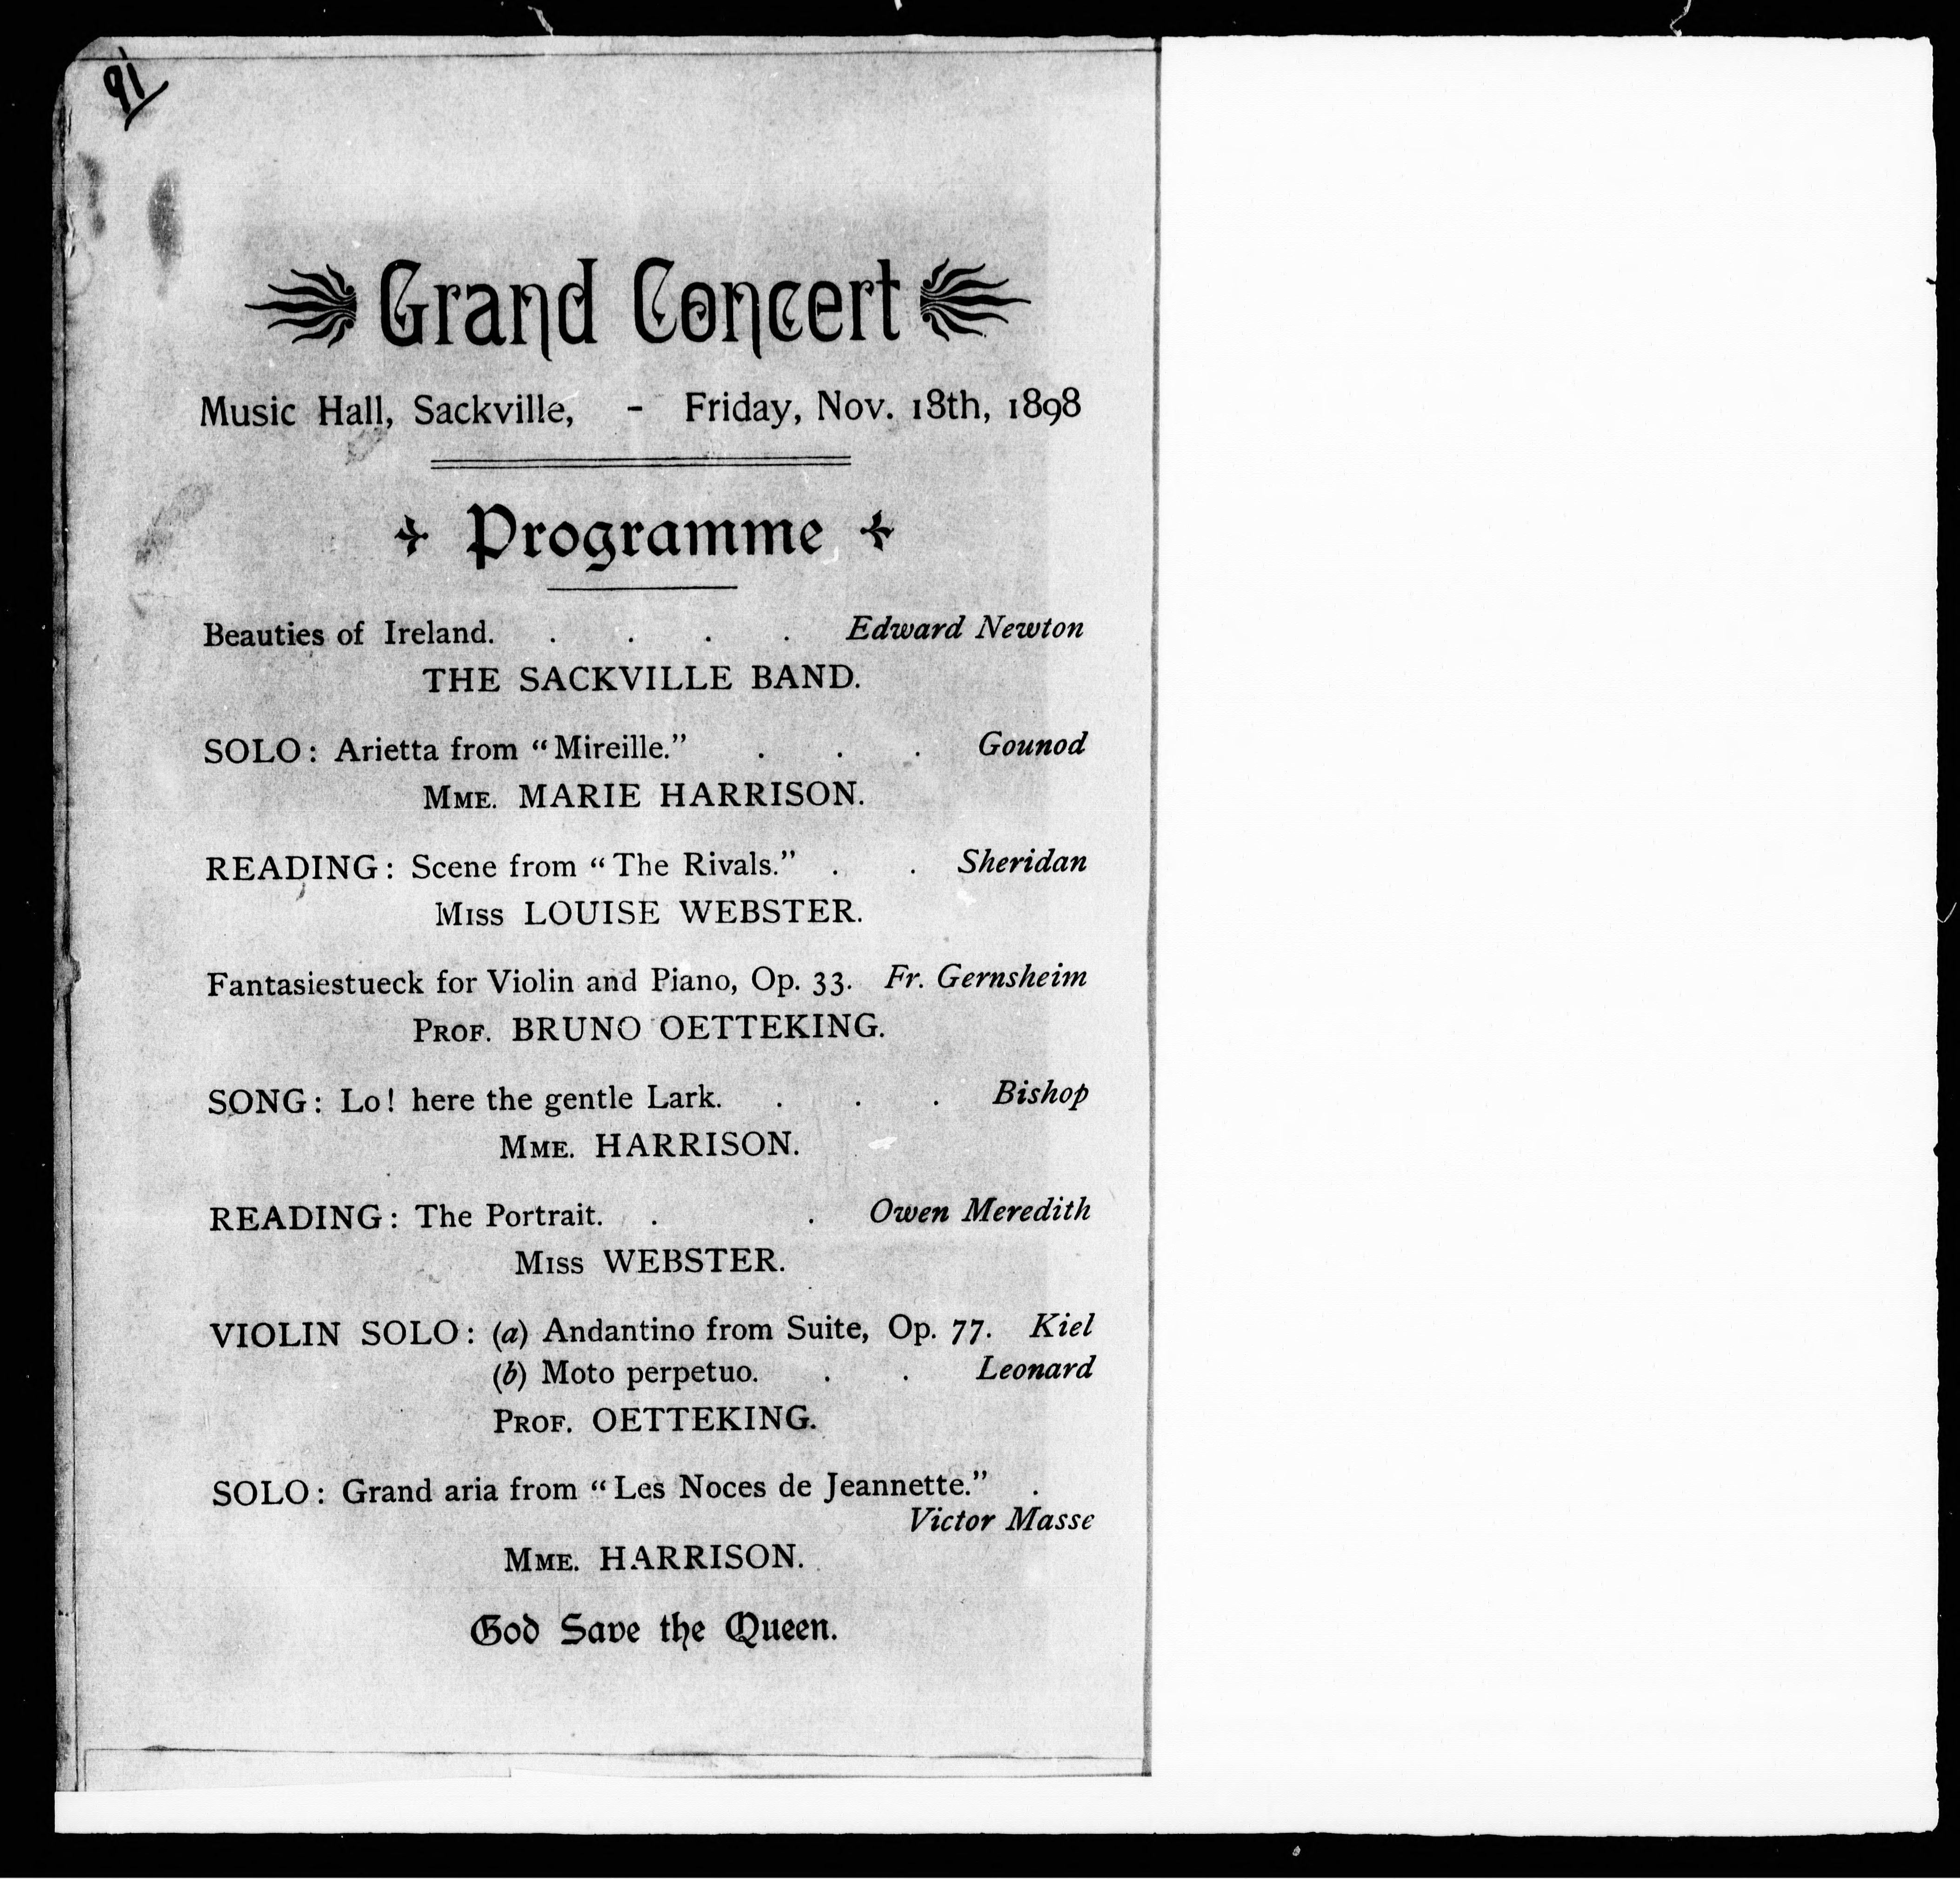 91
Grand Concert
Music Hall, Sackville, - Friday, Nov. 18th, 1898
Programme
Beauties of Ireland. . . . . Edward Newton
THE SACKVILLE BAND.
SOLO: Arietta from "Mireille." . . . Gounod
MME. MARIE HARRISON.
READING: Scene from "The Rivals." . . Sheridan
MISS LOUISE WEBSTER.
Fantasiestueck for Violin and Piano, Op. 33. Fr. Gernsheim
PROF. BRUNO OETTEKING.
SONG: Lo! here the gentle Lark. . . . Bishop
MME. HARRISON.
READING: The Portrait. . . Owen Meredith
MISS WEBSTER.
VIOLIN SOLO: (a) Andantino from Suite, Op. 77. Kiel
(b) Moto perpetuo. . . Leonard
PROF. OETTEKING.
SOLO: Grand aria from "Les Noces de Jeannette." .
Victor Masse
MME. HARRISON.
God Save the Queen.